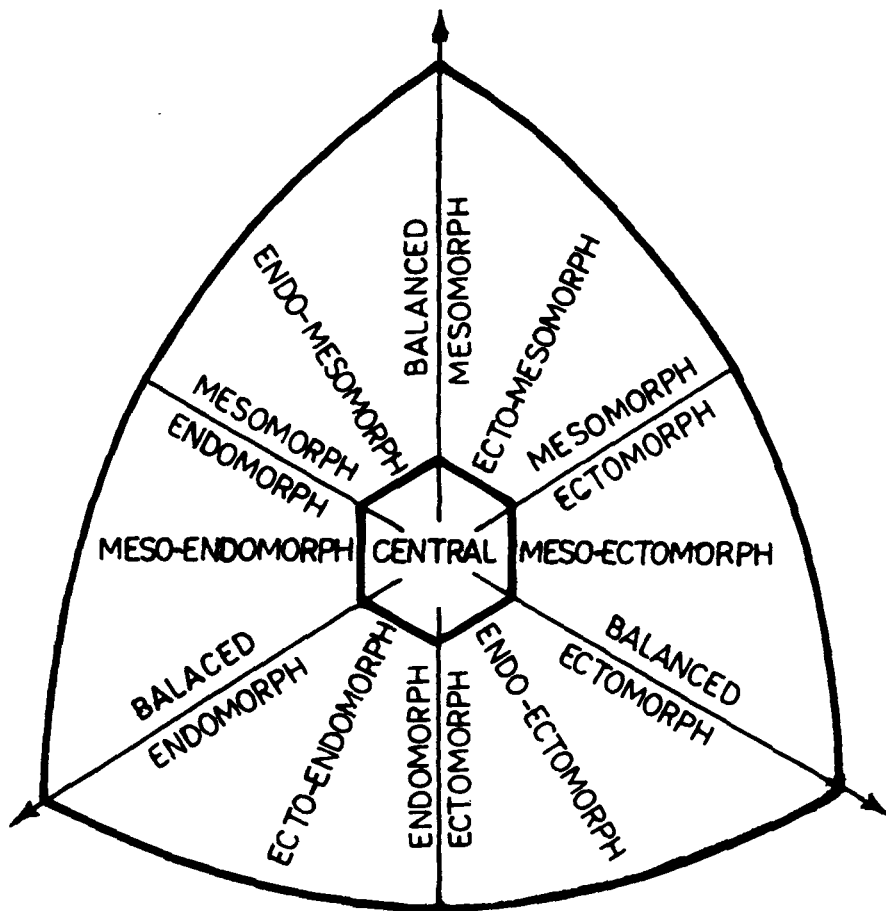 BALANCED
MESOMORPH
ENDO-MESOMORPH
ECTO-MESOMORPH
MESOMORPH
ENDOMORPH
MESOMORPH
ECTOMORPH
MESO-ENDOMORPH
CENTRAL
MESO-ECTOMORPH
BALACED
ENDOMORPH
ECTO-ENDOMORPH
ENDOMORPH
ECTOMORPH
ENDO-ECTOMORPH
BALANCED
ECTOMORPH